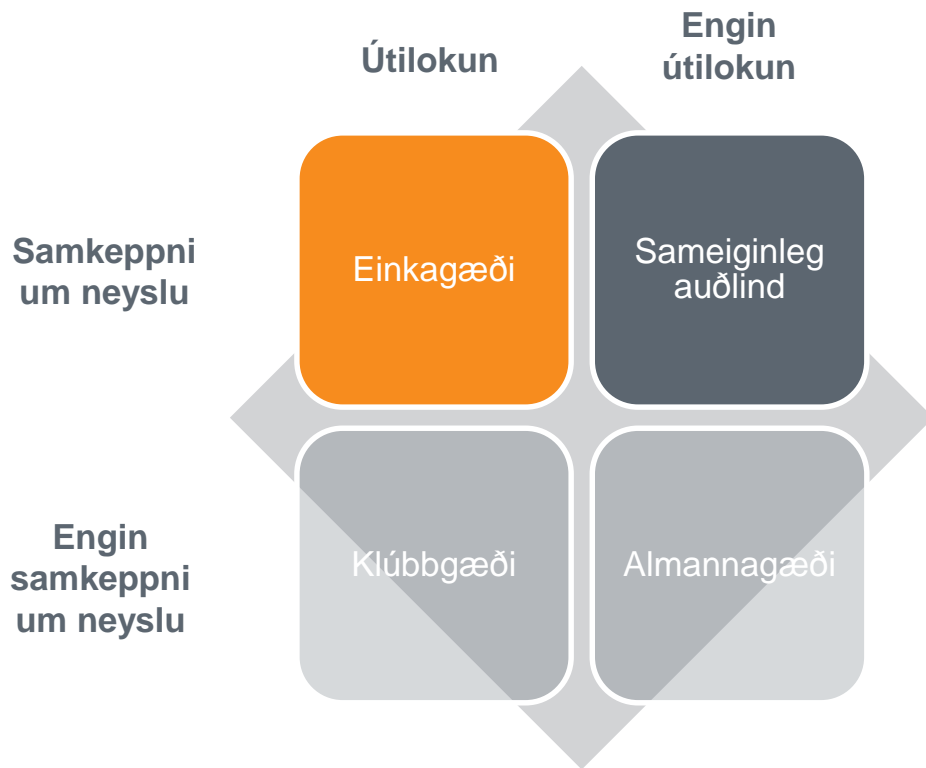 Útilokun
Engin
útilokun
Samkeppni
um neyslu
Einkagæði
Sameiginleg
auðlind
Engin
samkeppni
um neyslu
Klúbbgæði
Almannagæði